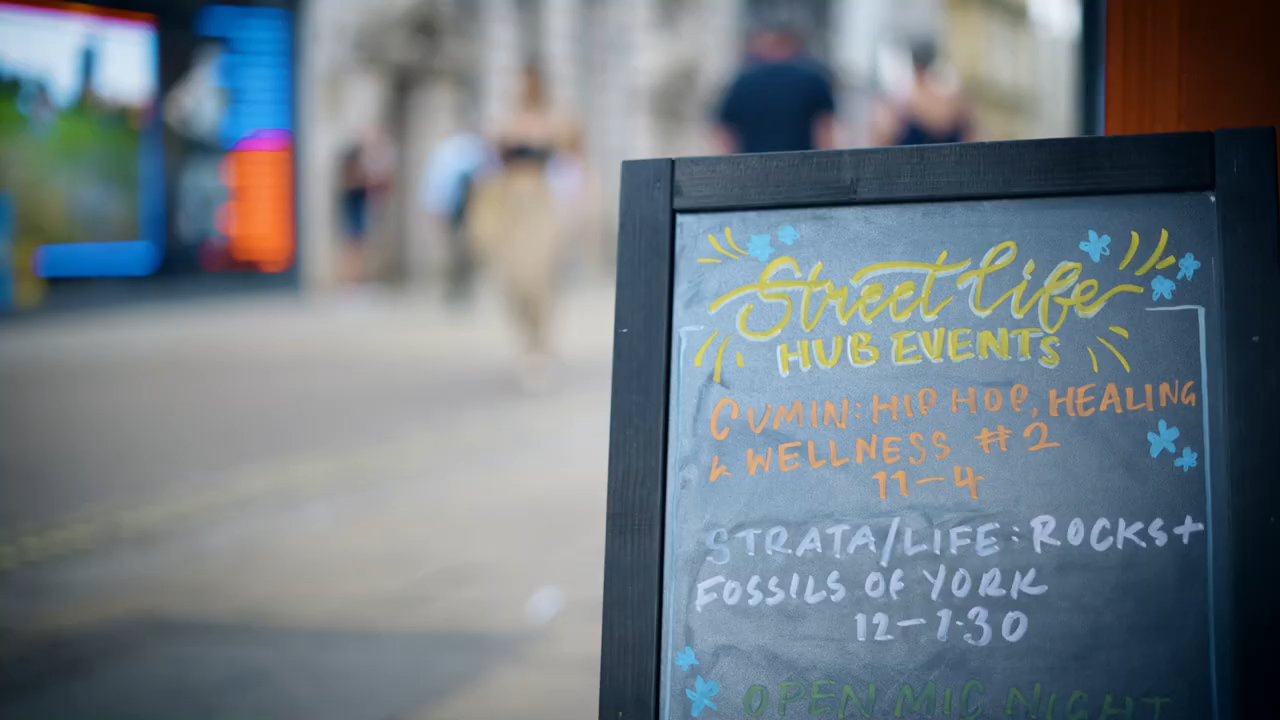 Street Life
HUB EVENTS
CUMIN: HIP HOP, HEALING
& WELLNESS #2
11-4
STRATA/LIFE: ROCKS+
FOSSILS OF YORK
12-1.30
OPEN MIC NIGHT